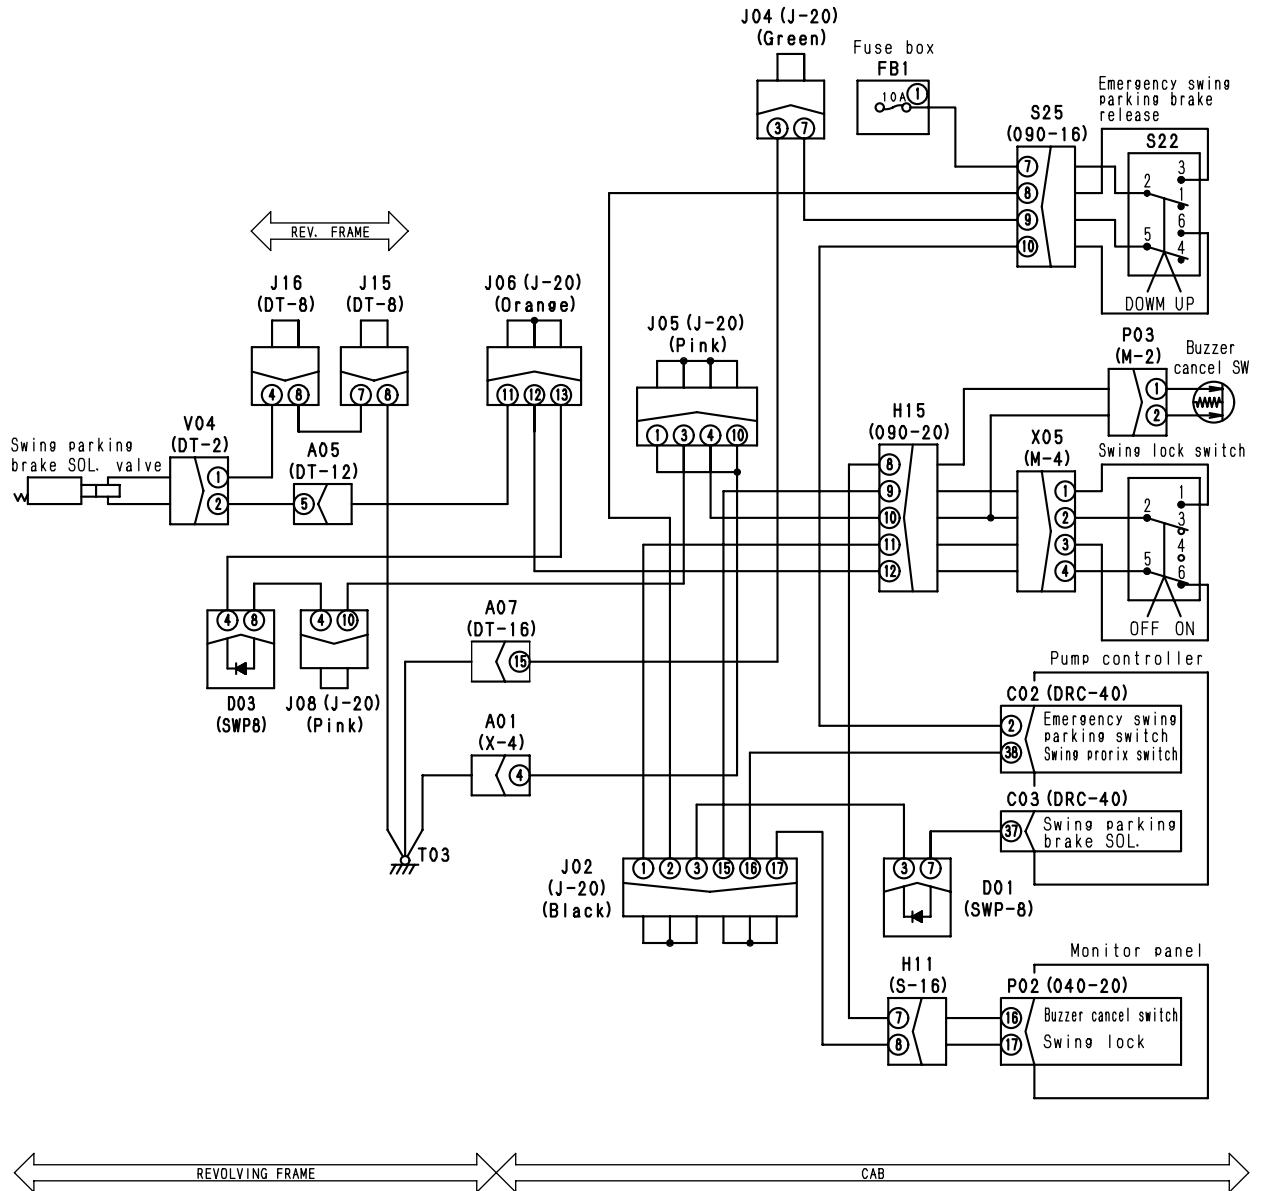 J04 (J-20)
(Green)
3 7
Fuse box
FB1
10A 1
S25
(090-16)
7
8
9
10
Emergency swing
parking brake
release
S22
3
2
1
6
5
4
DOWM UP
REV. FRAME
J16
(DT-8)
4 8
J15
(DT-8)
7 8
J06 (J-20)
(Orange)
11 12 13
J05 (J-20)
(Pink)
1 3 4 10
P03
(M-2)
1
2
Buzzer
cancel SW
H15
(090-20)
8
9
10
11
12
X05
(M-4)
1
2
3
4
Swing lock switch
1
2
3
4
5
6
OFF ON
Swing parking
brake SOL. valve
V04
(DT-2)
1
2
A05
(DT-12)
5
4 8
D03
(SWP8)
4 10
J08 (J-20)
(Pink)
A07
(DT-16)
15
A01
(X-4)
4
T03
Pump controller
C02 (DRC-40)
2
Emergency swing
parking switch
38
Swing prorix switch
C03 (DRC-40)
37
Swing parking
brake SOL.
J02
(J-20)
(Black)
1 2 3 15 16 17
3 7
D01
(SWP-8)
Monitor panel
H11
(S-16)
7
8
P02 (040-20)
16 Buzzer cancel switch
17 Swing lock
REVOLVING FRAME
CAB